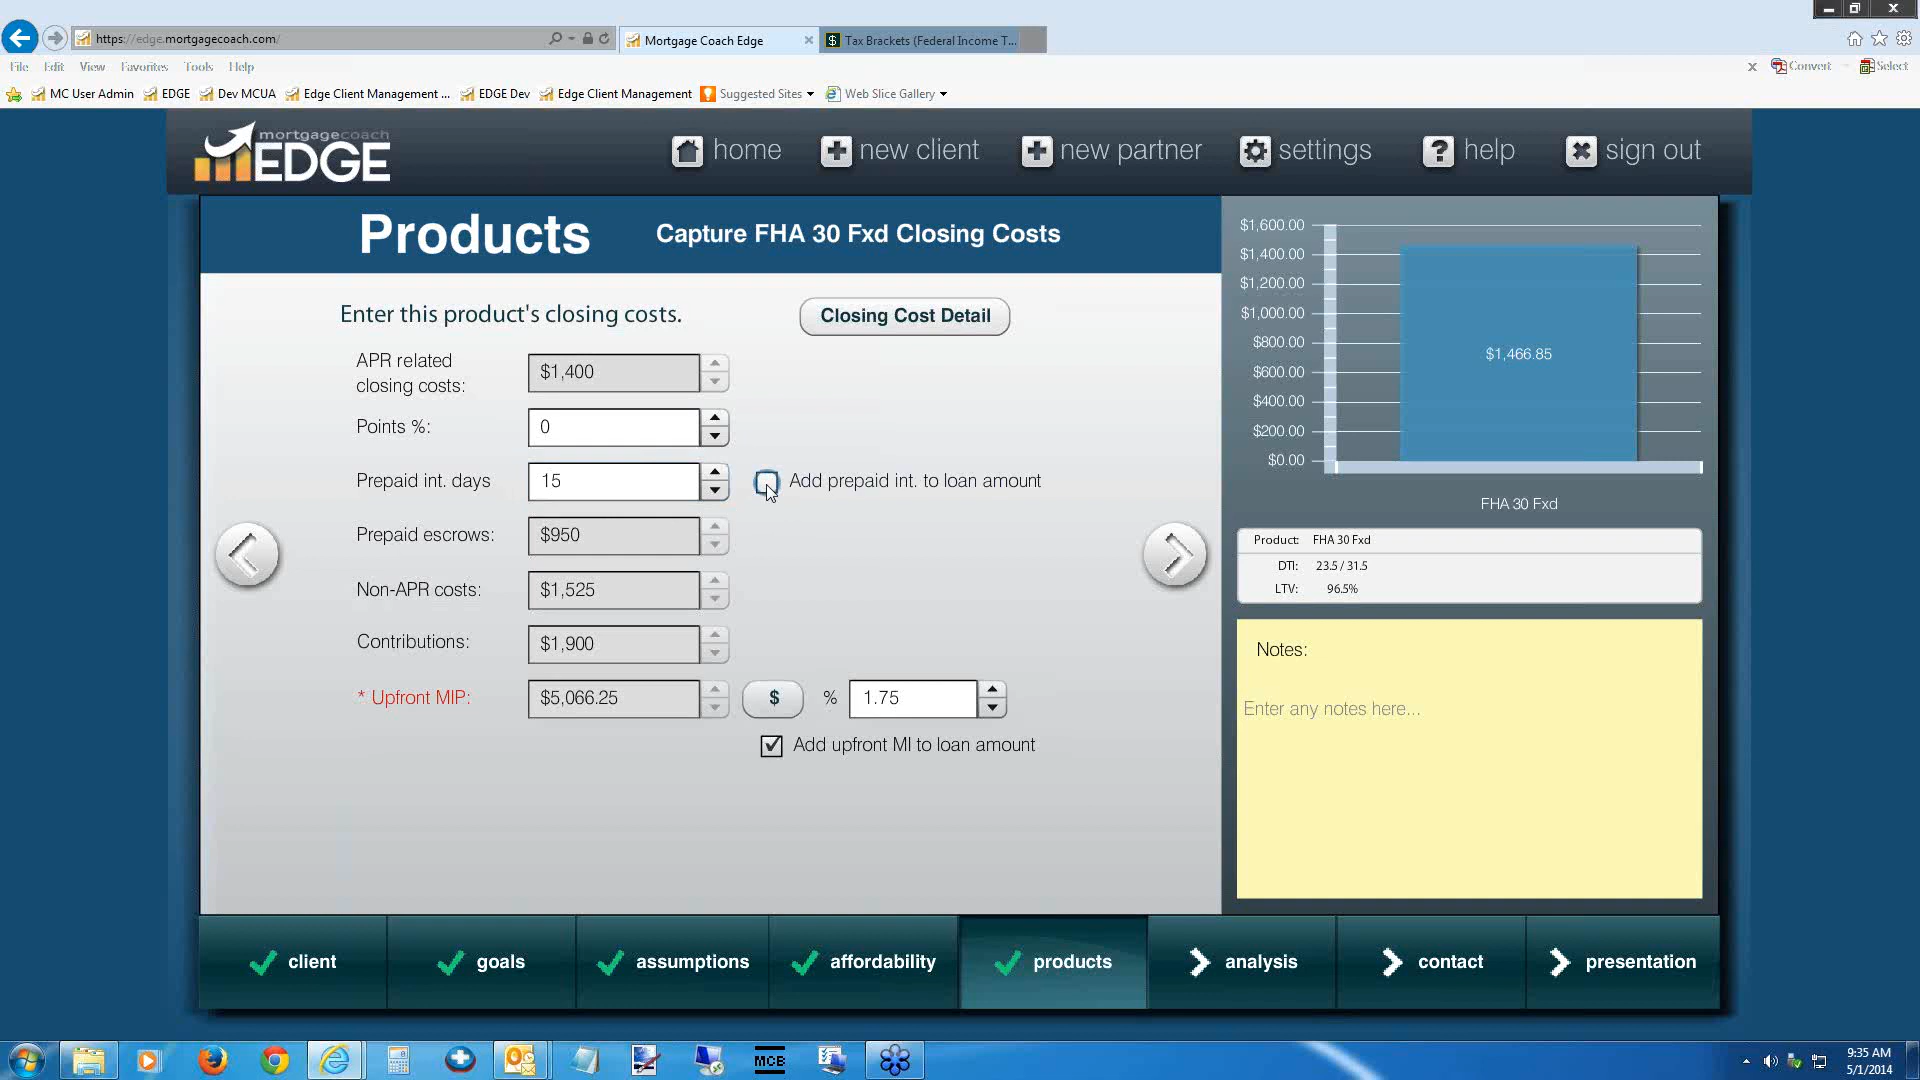 https://edge.mortgagecoach.com/
Mortgage Coach Edge
Tax Brackets (Federal Income T...
File Edit View Favorites Tools Help
Convert Select
MC User Admin EDGE Dev MCUA Edge Client Management ... EDGE Dev Edge Client Management Suggested Sites Web Slice Gallery
mortgagecoach
EDGE
home new client new partner settings help sign out
Products
Capture FHA 30 Fxd Closing Costs
Enter this product's closing costs.
Closing Cost Detail
APR related
closing costs:
$1,400
Points %:
0
Prepaid int. days
15
Add prepaid int. to loan amount
Prepaid escrows:
$950
Non-APR costs:
$1,525
Contributions:
$1,900
* Upfront MIP:
$5,066.25
$
%
1.75
Add upfront MI to loan amount
$1,600.00
$1,400.00
$1,200.00
$1,000.00
$800.00
$600.00
$400.00
$200.00
$0.00
$1,466.85
FHA 30 Fxd
Product: FHA 30 Fxd
DTI: 23.5 / 31.5
LTV: 96.5%
Notes:
Enter any notes here...
client goals assumptions affordability products analysis contact presentation
MCB
9:35 AM
5/1/2014